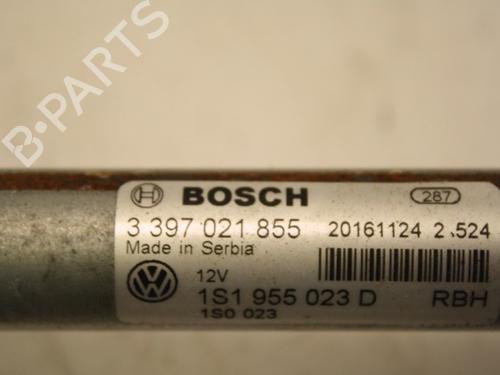 B-PARTS
BOSCH 287
3 397 021 855 20161124 2.524
Made in Serbia
12V
1S1 955 023 D RBH
1S0 023